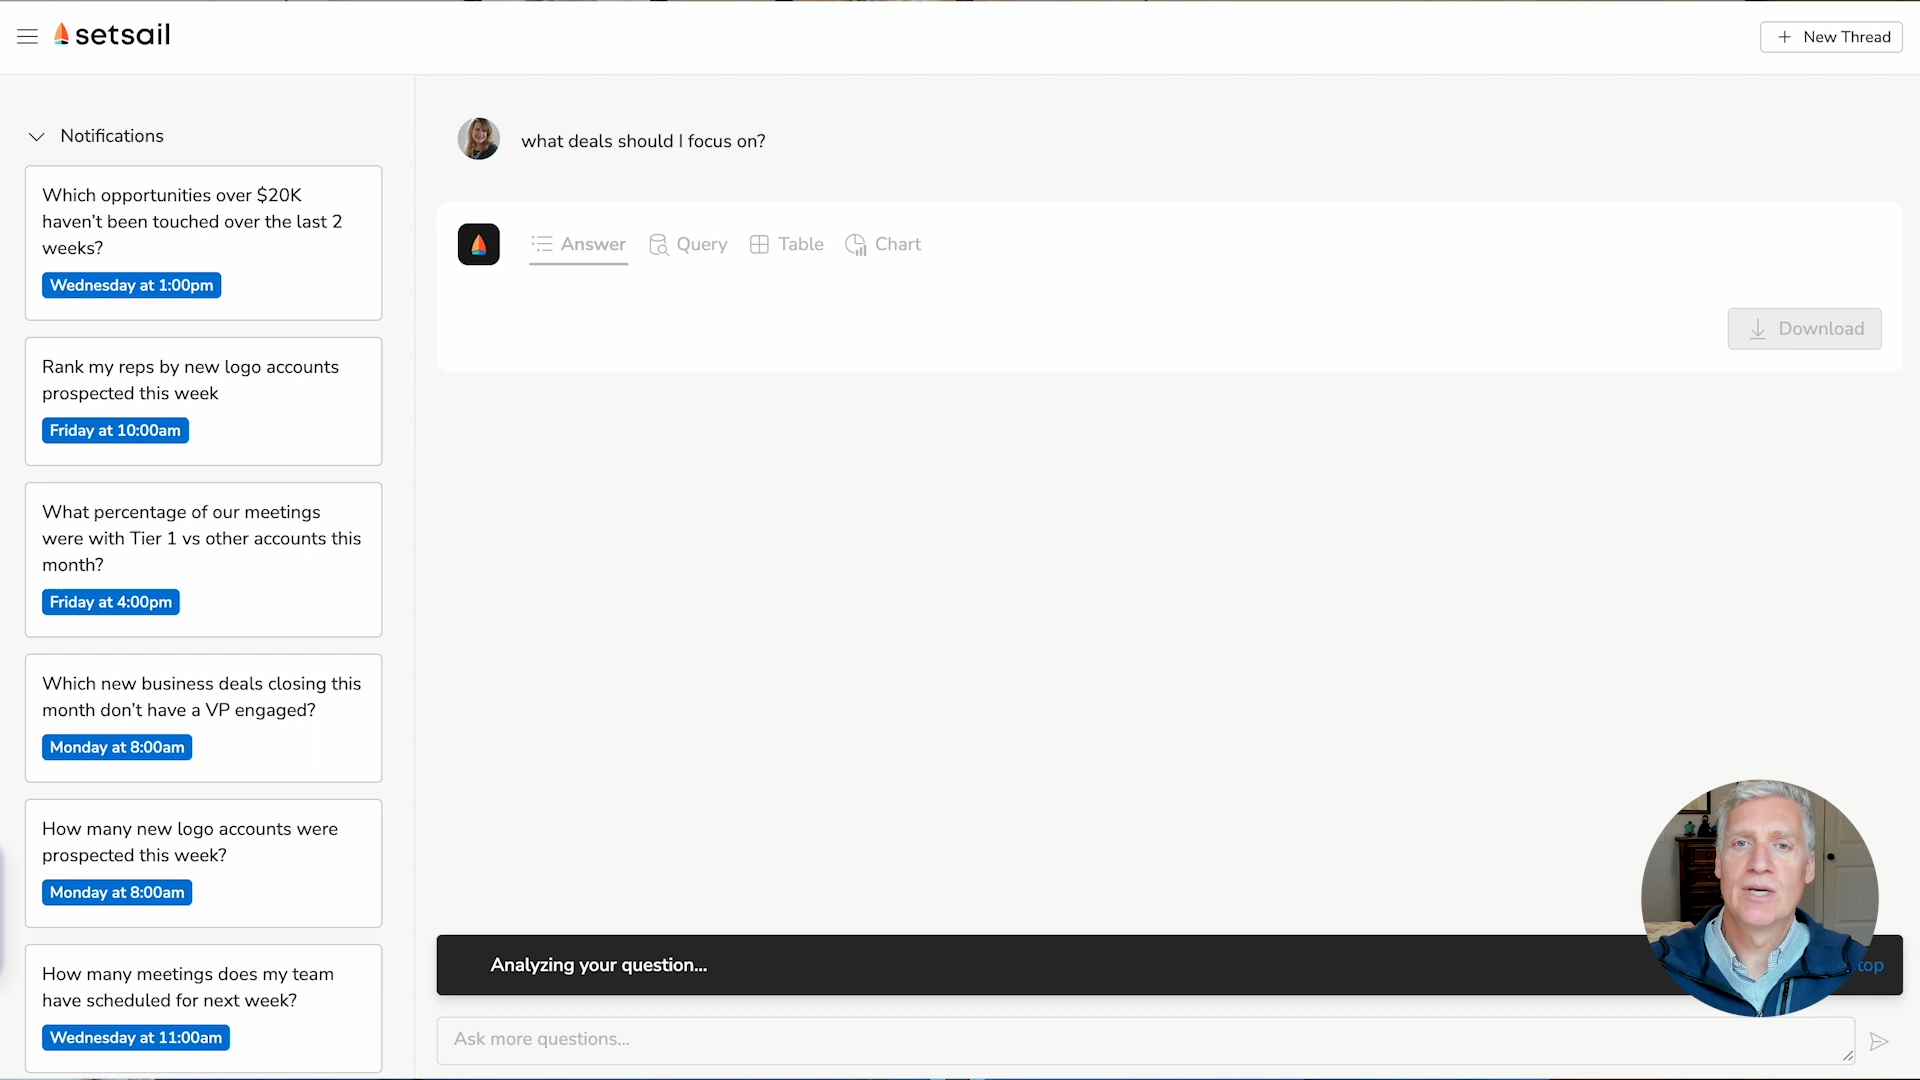 setsail
+ New Thread
Notifications
Which opportunities over $20K
haven't been touched over the last 2
weeks?
Wednesday at 1:00pm
Rank my reps by new logo accounts
prospected this week
Friday at 10:00am
What percentage of our meetings
were with Tier 1 vs other accounts this
month?
Friday at 4:00pm
Which new business deals closing this
month don't have a VP engaged?
Monday at 8:00am
How many new logo accounts were
prospected this week?
Monday at 8:00am
How many meetings does my team
have scheduled for next week?
Wednesday at 11:00am
what deals should I focus on?
Answer Query Table Chart
Download
Analyzing your question...
top
Ask more questions...